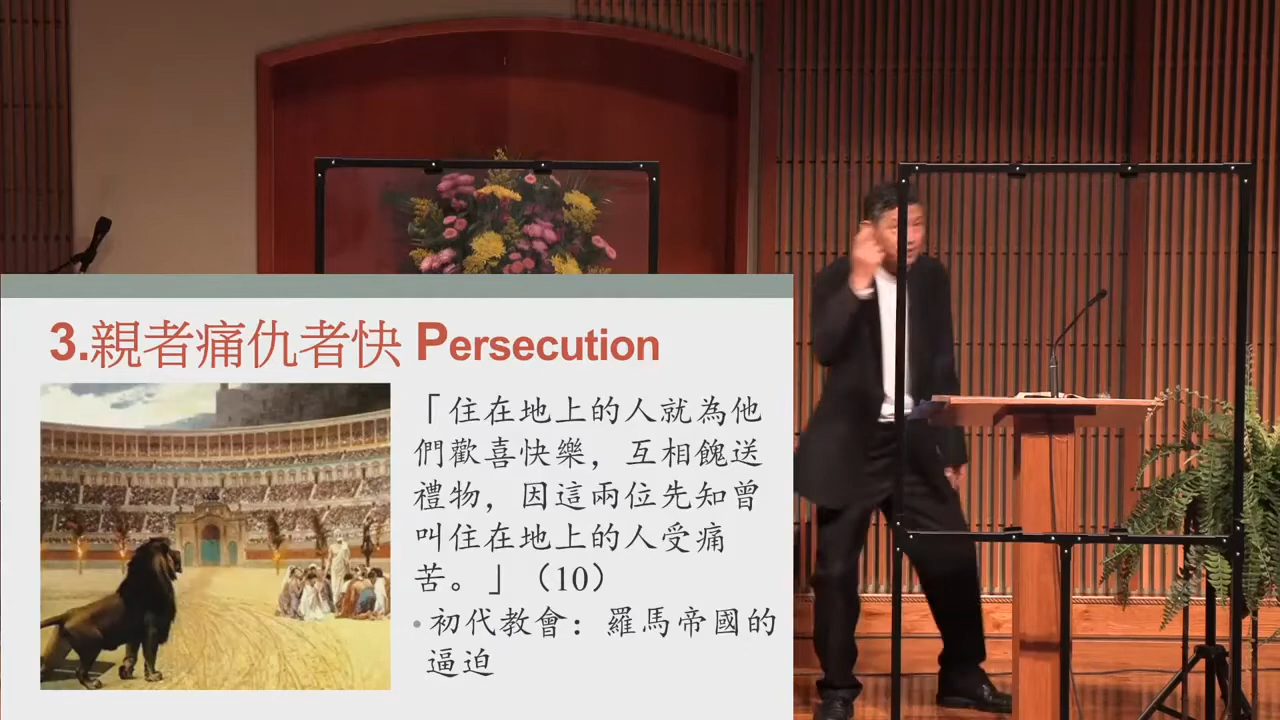 3.親者痛仇者快 Persecution
「住在地上的人就為他
們歡喜快樂，互相餽送
禮物，因這兩位先知曾
叫住在地上的人受痛
苦。」（10）
•初代教會：羅馬帝國的
逼迫